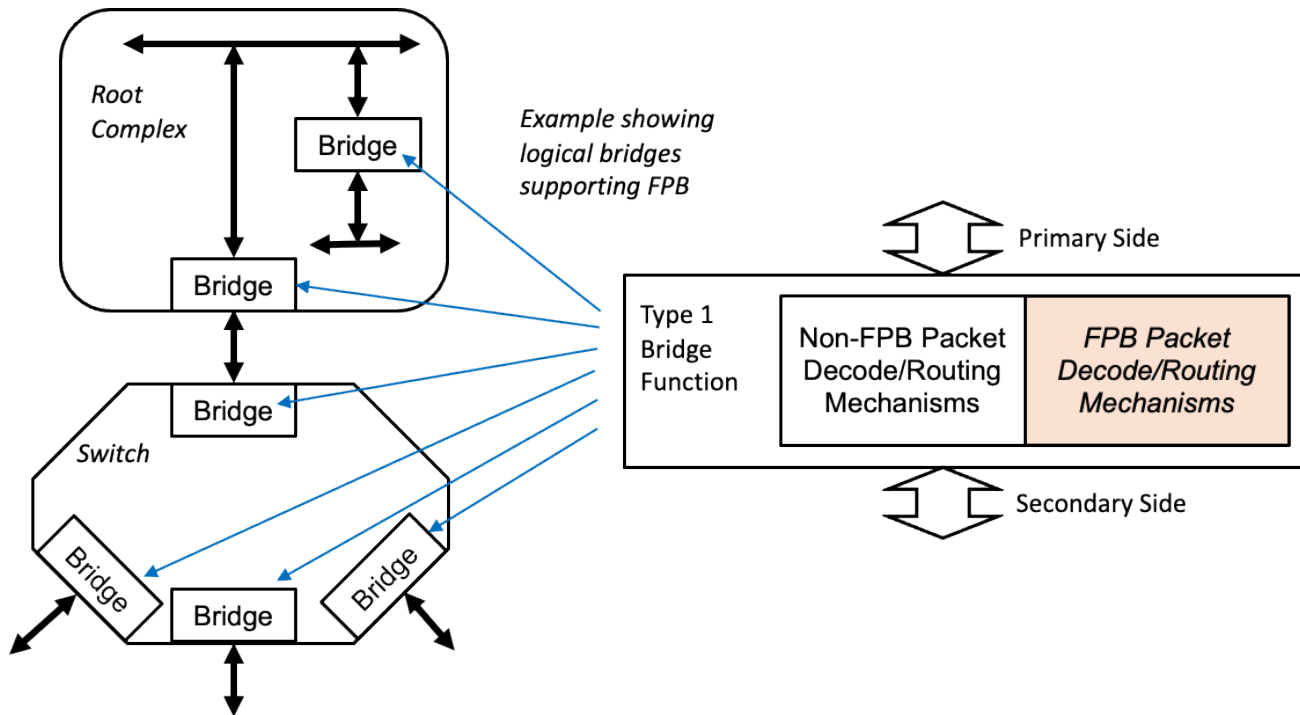 Root
Complex
Bridge
Bridge
Example showing
logical bridges
supporting FPB
Bridge
Switch
Bridge
Bridge
Bridge
Primary Side
Type 1
Bridge
Function
Non-FPB Packet
Decode/Routing
Mechanisms
FPB Packet
Decode/Routing
Mechanisms
Secondary Side